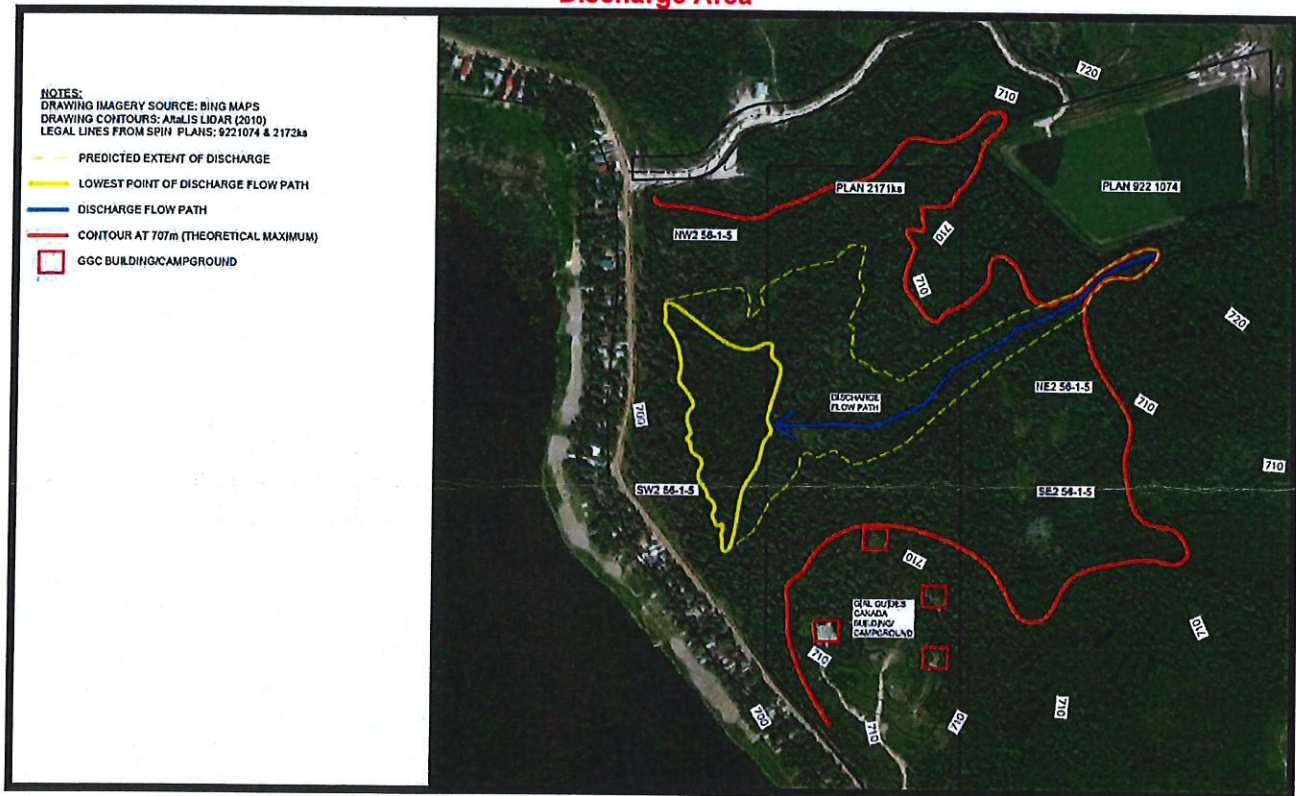 Discharge Area
NOTES:
DRAWING IMAGERY SOURCE: BING MAPS
DRAWING CONTOURS: AltaLIS LIDAR (2010)
LEGAL LINES FROM SPIN PLANS: 9221074 & 2172ks
PREDICTED EXTENT OF DISCHARGE
LOWEST POINT OF DISCHARGE FLOW PATH
DISCHARGE FLOW PATH
CONTOUR AT 707m (THEORETICAL MAXIMUM)
GGC BUILDING/CAMPGROUND
720
710
PLAN 2171ks
PLAN 922 1074
NW2 56-1-5
710
710
720
NE2 56-1-5
DISCHARGE
FLOW PATH
700
710
710
SW2 56-1-5
SE2 56-1-5
710
GIRL GUIDES
CANADA
BUILDING/
CAMPGROUND
710
710
700
710
710
710